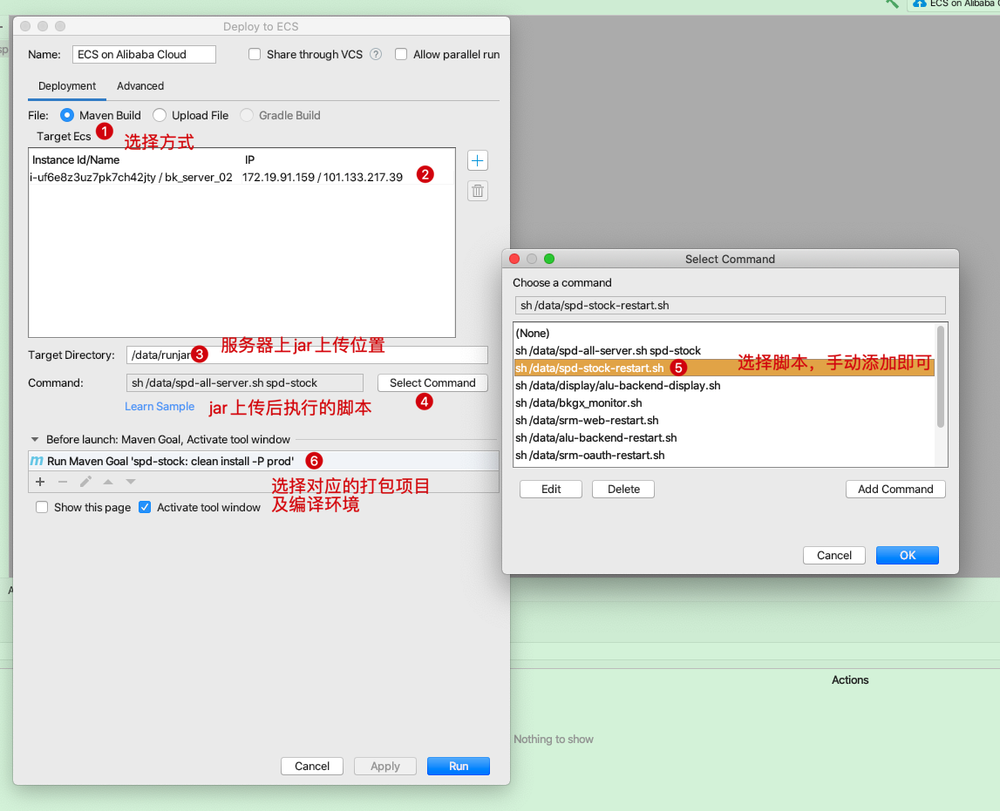 ECS on Alibaba
Deploy to ECS
Name: ECS on Alibaba Cloud Share through VCS ? Allow parallel run
Deployment Advanced
File: Maven Build Upload File Gradle Build
Target Ecs 1 选择方式
Instance Id/Name IP
i-uf6e8z3uz7pk7ch42jty / bk_server_02 172.19.91.159 / 101.133.217.39 2
服务器上jar上传位置
Target Directory: /data/runjar 3
Command: sh /data/spd-all-server.sh spd-stock Select Command
4
Learn Sample jar上传后执行的脚本
Before launch: Maven Goal, Activate tool window
m Run Maven Goal 'spd-stock: clean install -P prod' 6
选择对应的打包项目
及编译环境
Show this page Activate tool window
Cancel Apply Run
Select Command
Choose a command
sh /data/spd-stock-restart.sh
(None)
sh /data/spd-all-server.sh spd-stock
sh /data/spd-stock-restart.sh 5 选择脚本，手动添加即可
sh /data/display/alu-backend-display.sh
sh /data/bkgx_monitor.sh
sh /data/srm-web-restart.sh
sh /data/alu-backend-restart.sh
sh /data/srm-oauth-restart.sh
Edit Delete Add Command
Cancel OK
Actions
Nothing to show